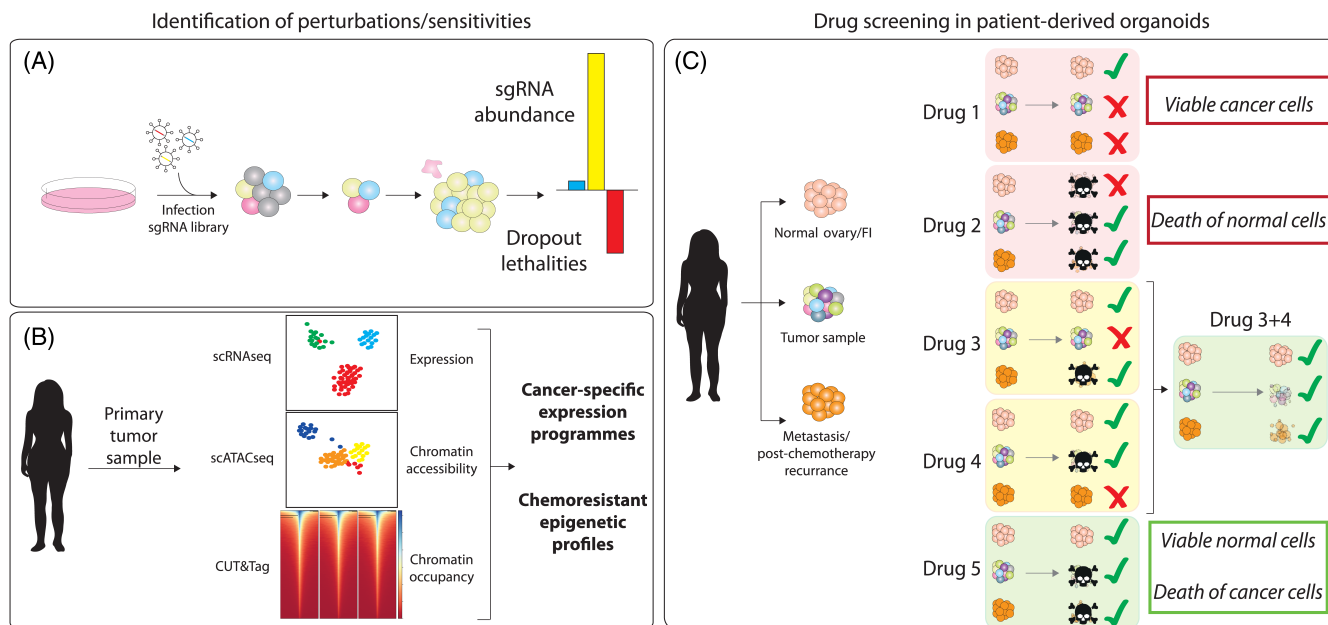 Identification of perturbations/sensitivities
Drug screening in patient-derived organoids
(A)
sgRNA
abundance
Infection
sgRNA library
Dropout
lethalities
(B)
Primary
tumor
sample
scRNAseq
Expression
scATACseq
Chromatin
accessibility
CUT&Tag
Chromatin
occupancy
Cancer-specific
expression
programmes
Chemoresistant
epigenetic
profiles
(C)
Normal ovary/FI
Tumor sample
Metastasis/
post-chemotherapy
recurrance
Drug 1
Viable cancer cells
Drug 2
Death of normal cells
Drug 3
Drug 4
Drug 3+4
Drug 5
Viable normal cells
Death of cancer cells